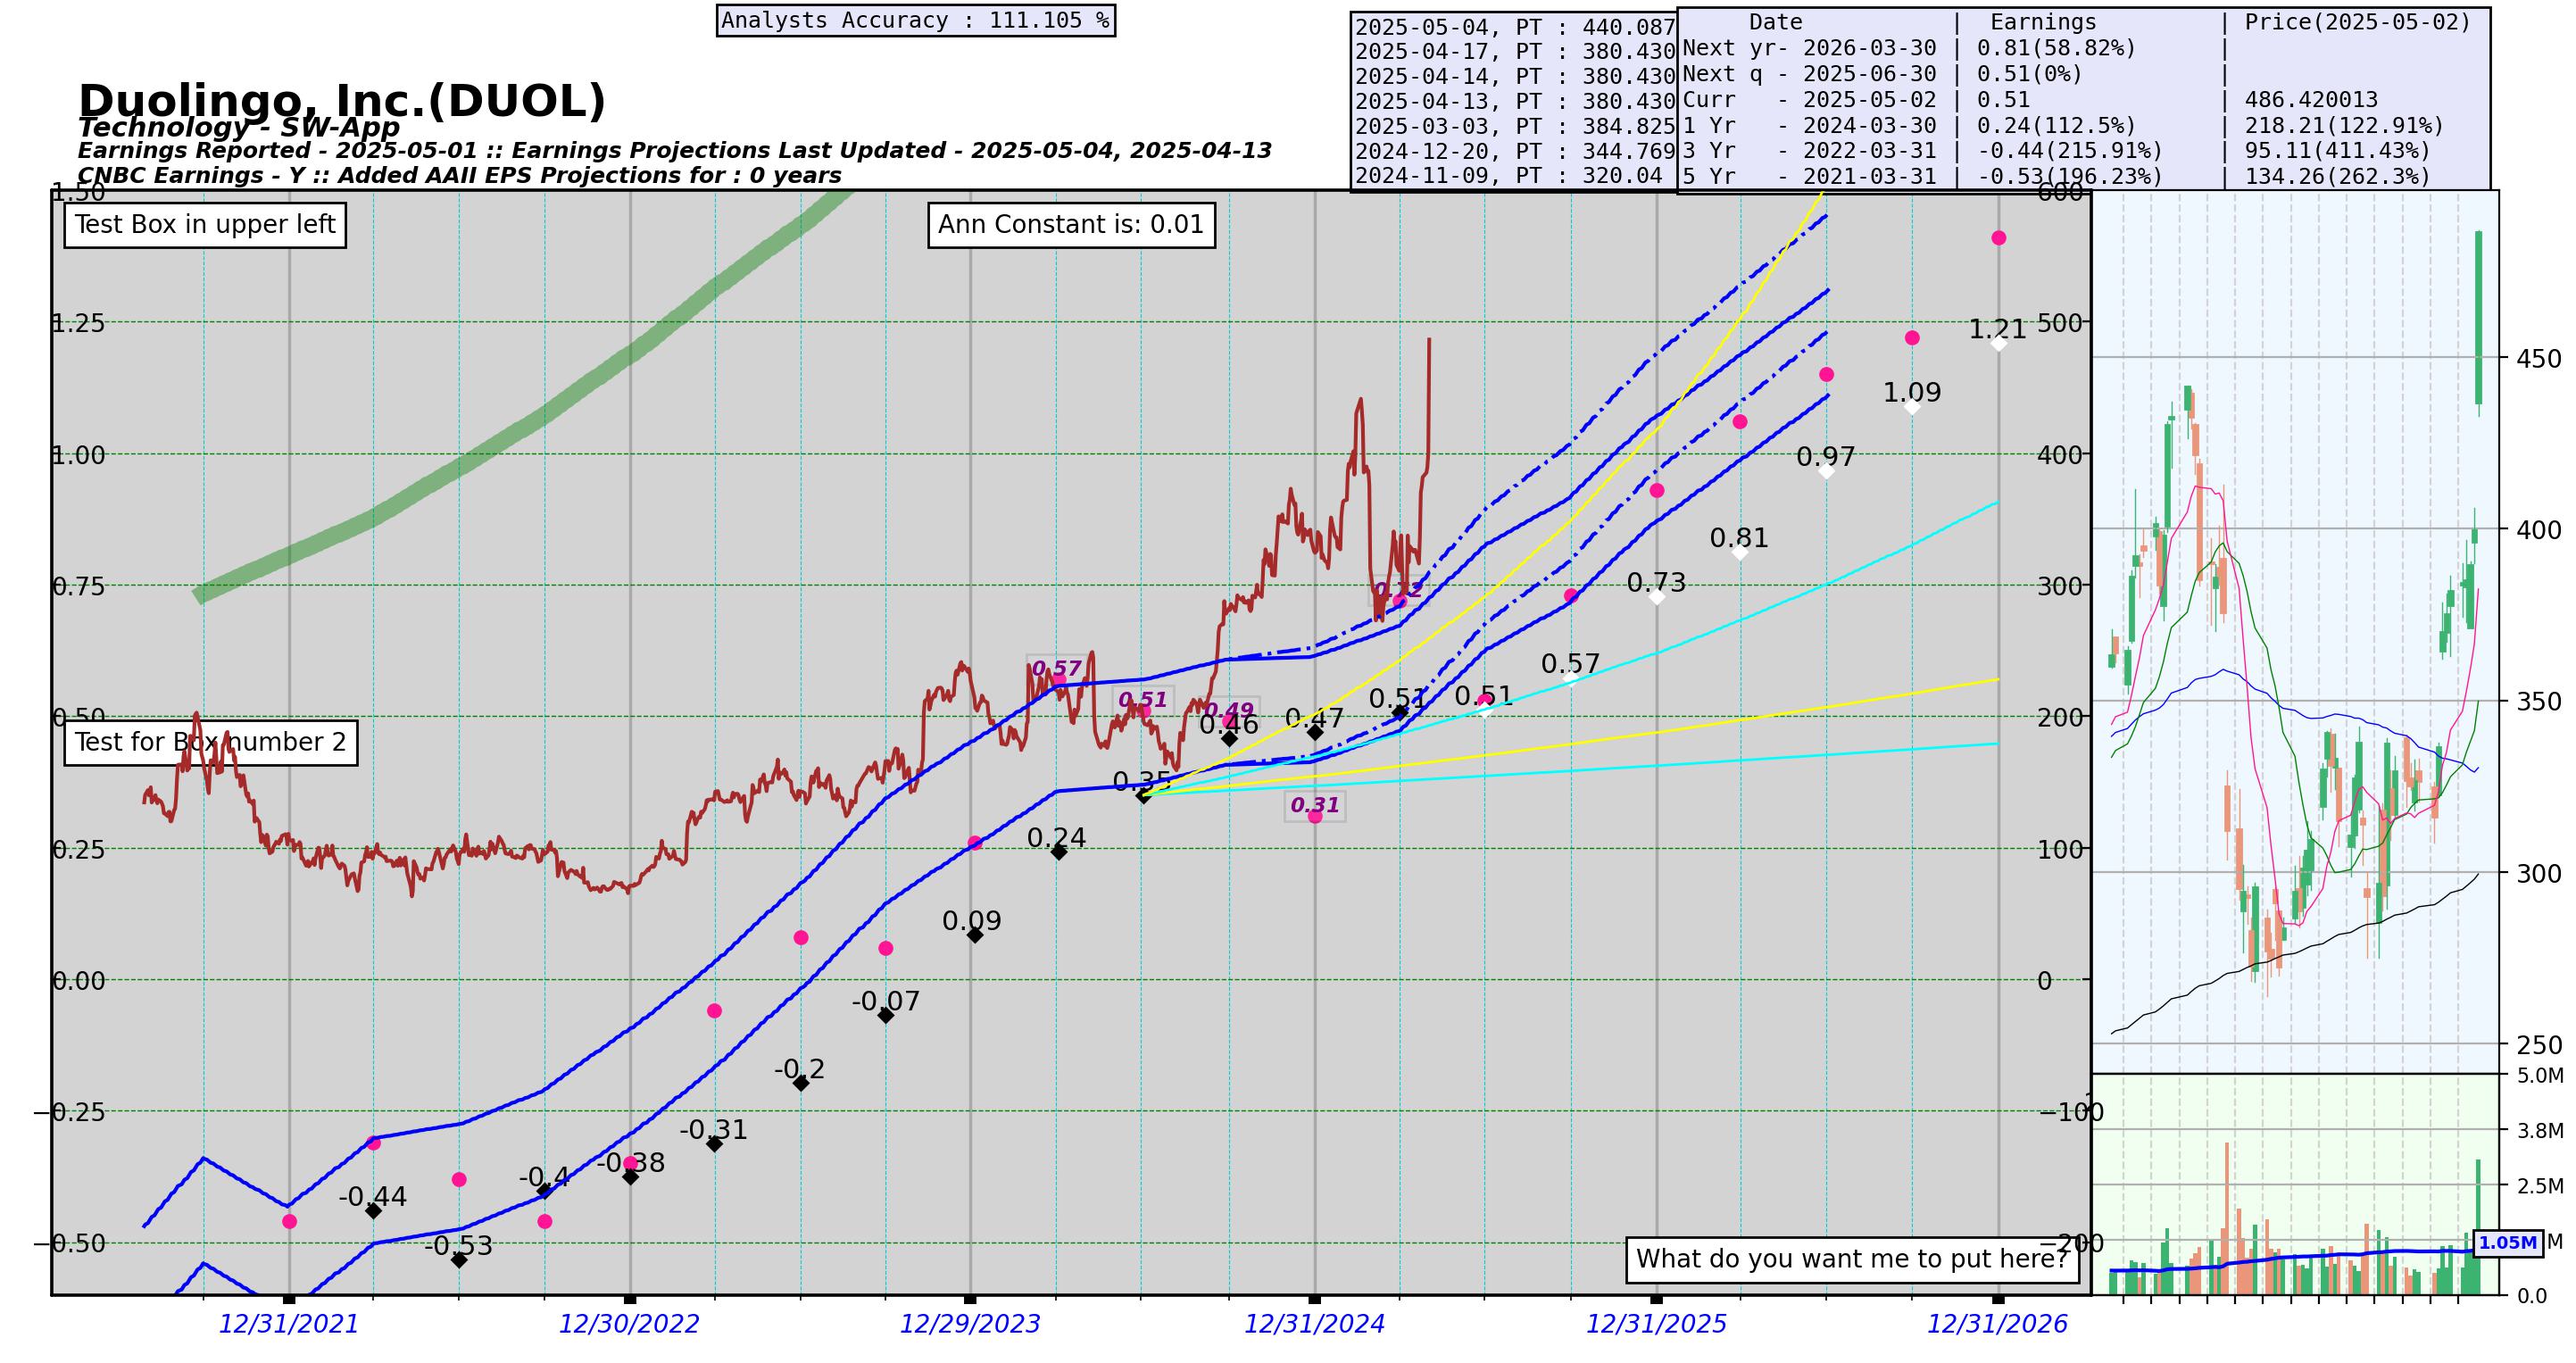 Analysts Accuracy : 111.105 %
2025-05-04, PT : 440.087
2025-04-17, PT : 380.430
2025-04-14, PT : 380.430
2025-04-13, PT : 380.430
2025-03-03, PT : 384.825
2024-12-20, PT : 344.769
2024-11-09, PT : 320.04
Date | Earnings | Price(2025-05-02)
Next yr- 2026-03-30 | 0.81(58.82%) |
Next q - 2025-06-30 | 0.51(0%) |
Curr - 2025-05-02 | 0.51 | 486.420013
1 Yr - 2024-03-30 | 0.24(112.5%) | 218.21(122.91%)
3 Yr - 2022-03-31 | -0.44(215.91%) | 95.11(411.43%)
5 Yr - 2021-03-31 | -0.53(196.23%) | 134.26(262.3%)
Duolingo, Inc.(DUOL)
Technology - SW-App
Earnings Reported - 2025-05-01 :: Earnings Projections Last Updated - 2025-05-04, 2025-04-13
CNBC Earnings - Y :: Added AAII EPS Projections for : 0 years
Test Box in upper left
Ann Constant is: 0.01
Test for Box number 2
What do you want me to put here?
1.50
1.25
1.00
0.75
0.50
0.25
0.00
−0.25
−0.50
-0.44
-0.53
-0.4
-0.38
-0.31
-0.2
-0.07
0.09
0.24
0.35
0.46
0.47
0.51
0.51
0.57
0.73
0.81
0.97
1.09
1.21
0.57
0.51
0.49
0.31
0.72
600
500
400
300
200
100
0
−100
−200
450
400
350
300
250
5.0M
3.8M
2.5M
M
1.05M
0.0
12/31/2021
12/30/2022
12/29/2023
12/31/2024
12/31/2025
12/31/2026